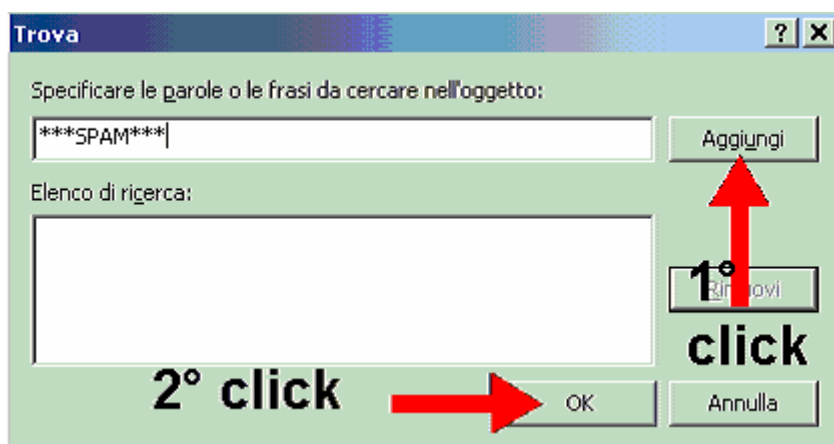 Trova
Specificare le parole o le frasi da cercare nell'oggetto:
***SPAM***
Aggiungi
Elenco di ricerca:
1°
Rimuovi
click
2° click
OK
Annulla